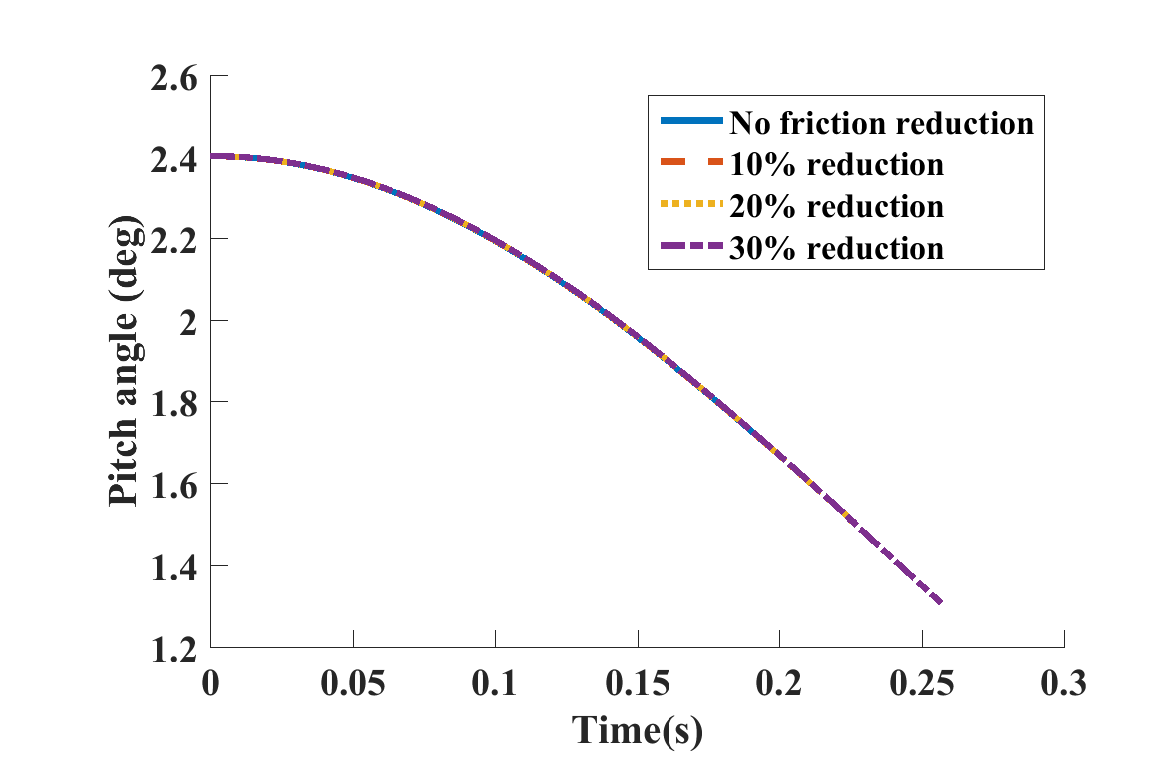 2.6
2.4
2.2
2
1.8
1.6
1.4
1.2
Pitch angle (deg)
No friction reduction
10% reduction
20% reduction
30% reduction
0 0.05 0.1 0.15 0.2 0.25 0.3
Time(s)